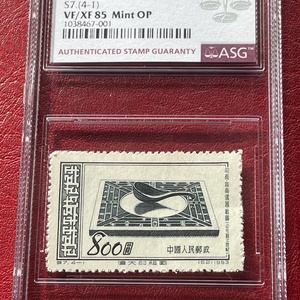 S7.(4-1)
VF/XF 85 Mint OP
1038467-001
AUTHENTICATED STAMP GUARANTY
ASG
800圓
中國人民郵政
1953